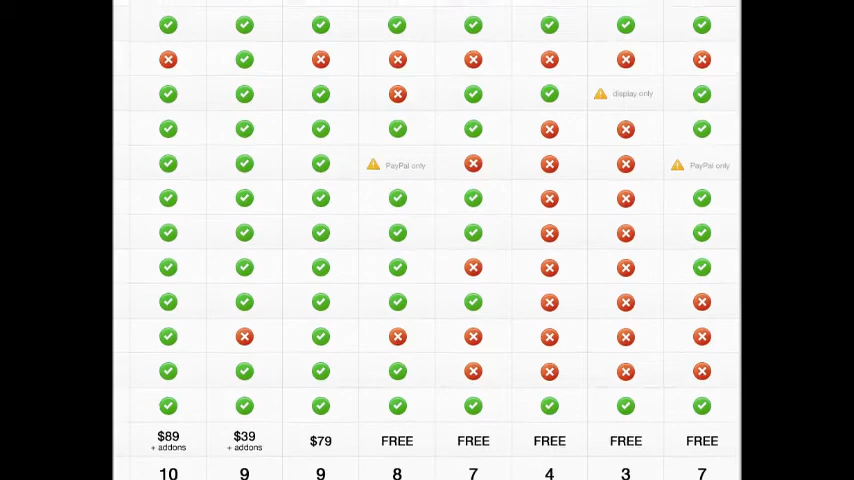 display only
PayPal only PayPal only
$89 $39 $79 FREE FREE FREE FREE FREE
+ addons + addons
10 9 9 8 7 4 3 7